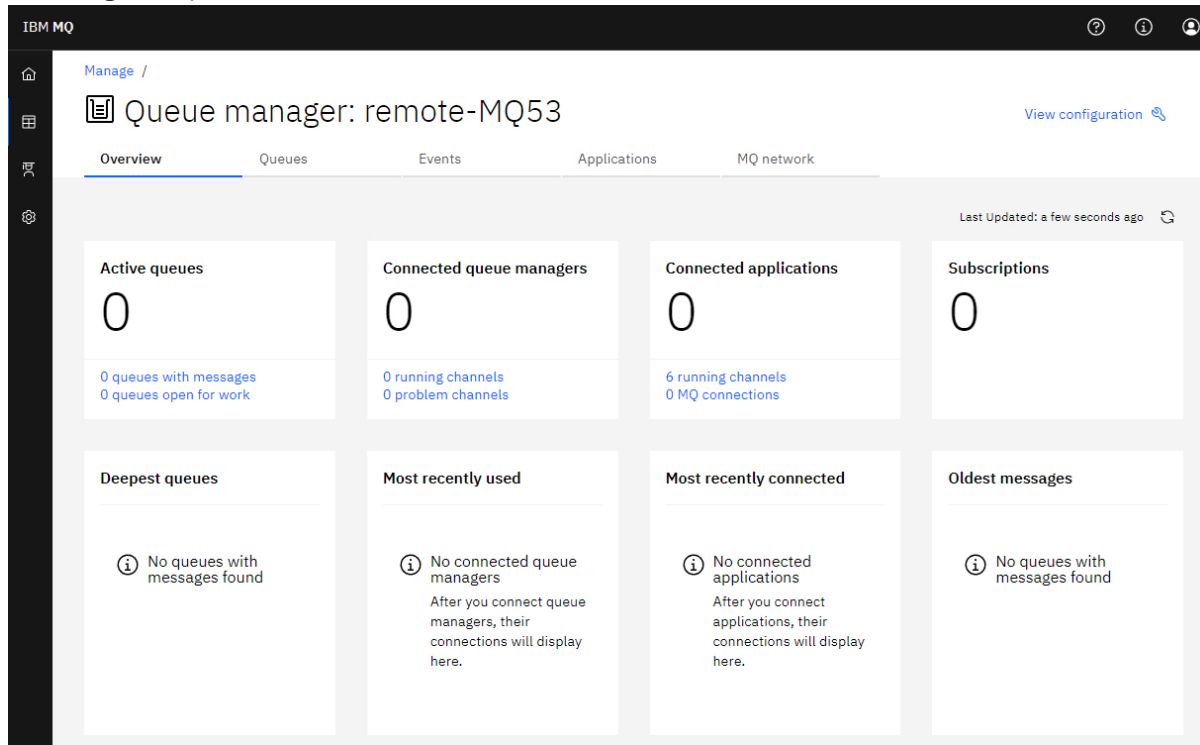 IBM MQ
Manage /
Queue manager: remote-MQ53
View configuration
Overview
Queues
Events
Applications
MQ network
Last Updated: a few seconds ago
Active queues
0
0 queues with messages
0 queues open for work
Connected queue managers
0
0 running channels
0 problem channels
Connected applications
0
6 running channels
0 MQ connections
Subscriptions
0
Deepest queues
No queues with
messages found
Most recently used
No connected queue
managers
After you connect queue
managers, their
connections will display
here.
Most recently connected
No connected
applications
After you connect
applications, their
connections will display
here.
Oldest messages
No queues with
messages found